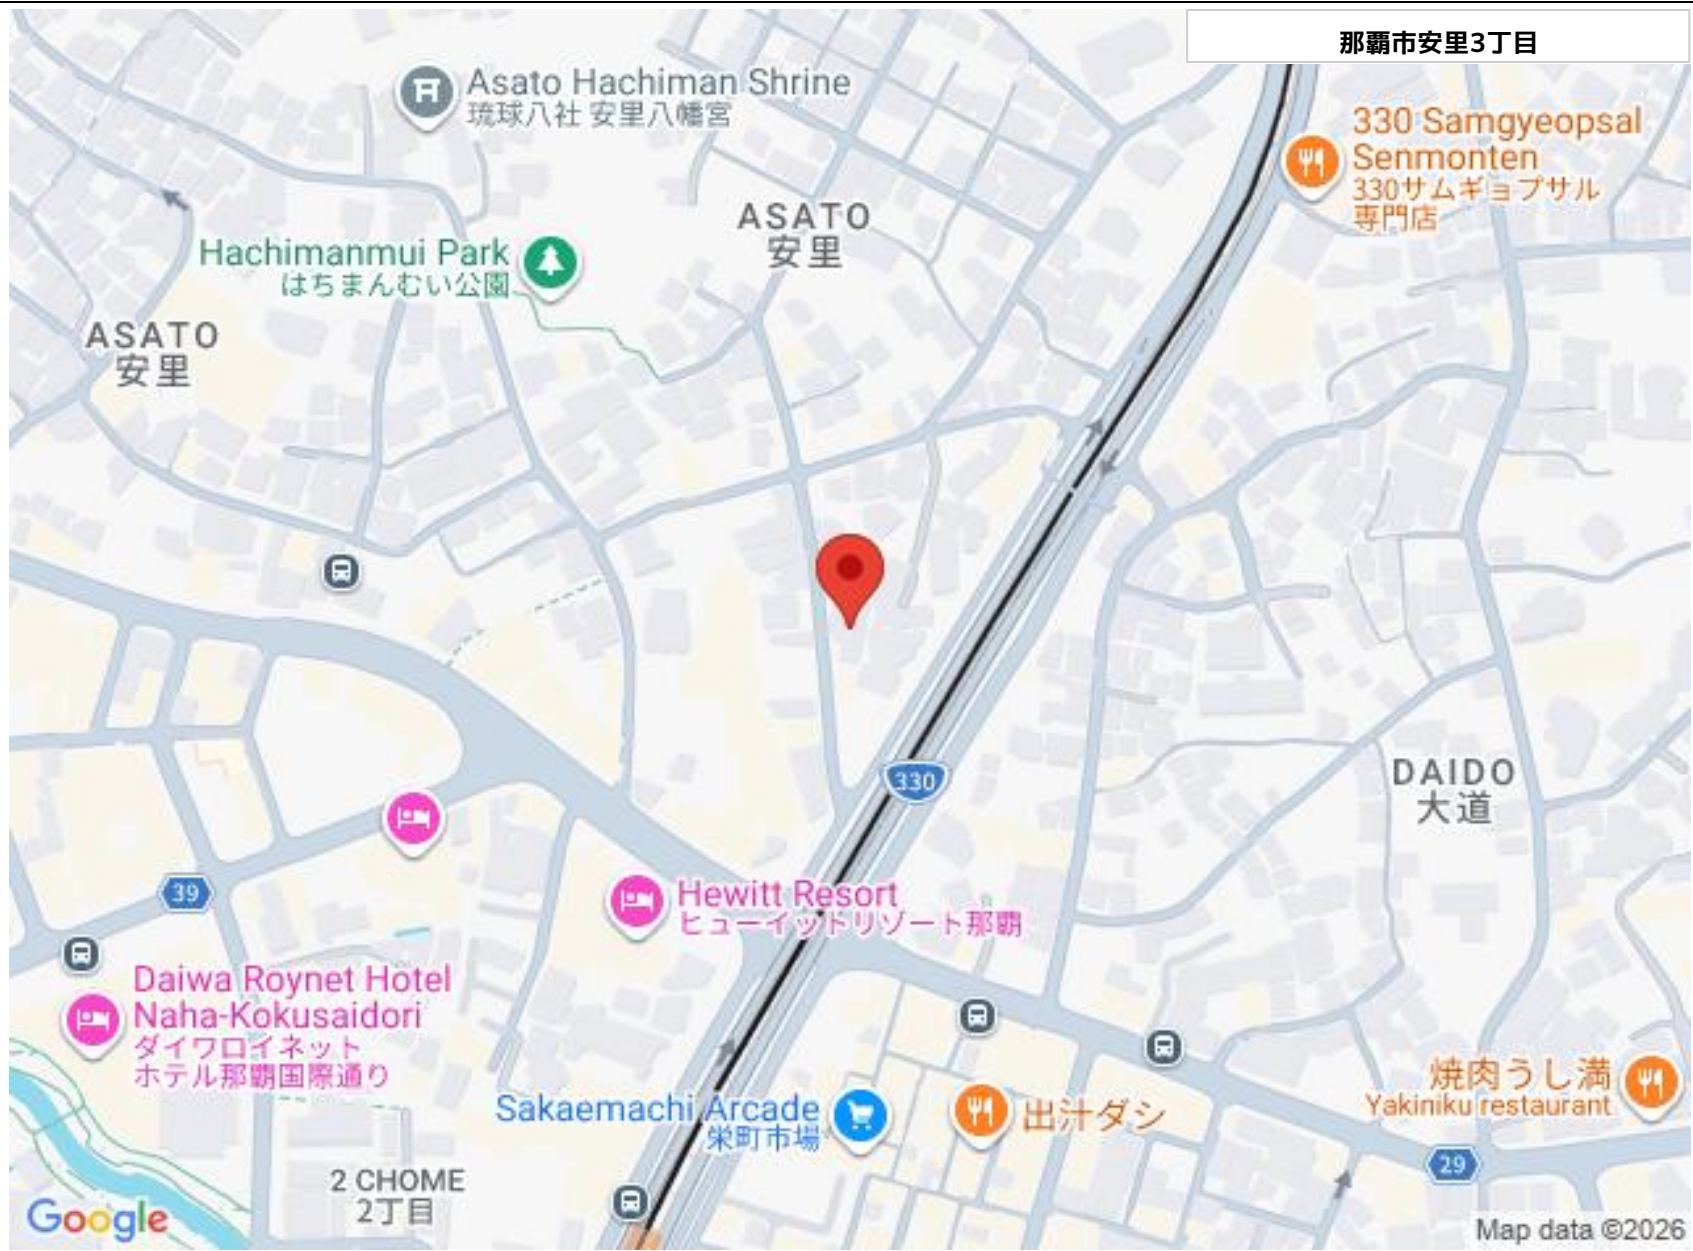 那覇市安里3丁目
Asato Hachiman Shrine
琉球八社 安里八幡宮
330 Samgyeopsal
Senmonten
330サムギョプサル
専門店
ASATO
安里
Hachimanmui Park
はちまんむい公園
ASATO
安里
330
DAIDO
大道
39
Hewitt Resort
ヒューイットリゾート那覇
Daiwa Roynet Hotel
Naha-Kokusaidori
ダイワロイネット
ホテル那覇国際通り
Sakaemachi Arcade
栄町市場
出汁ダシ
焼肉うし満
Yakiniku restaurant
29
2 CHOME
2丁目
Google
Map data ©2026